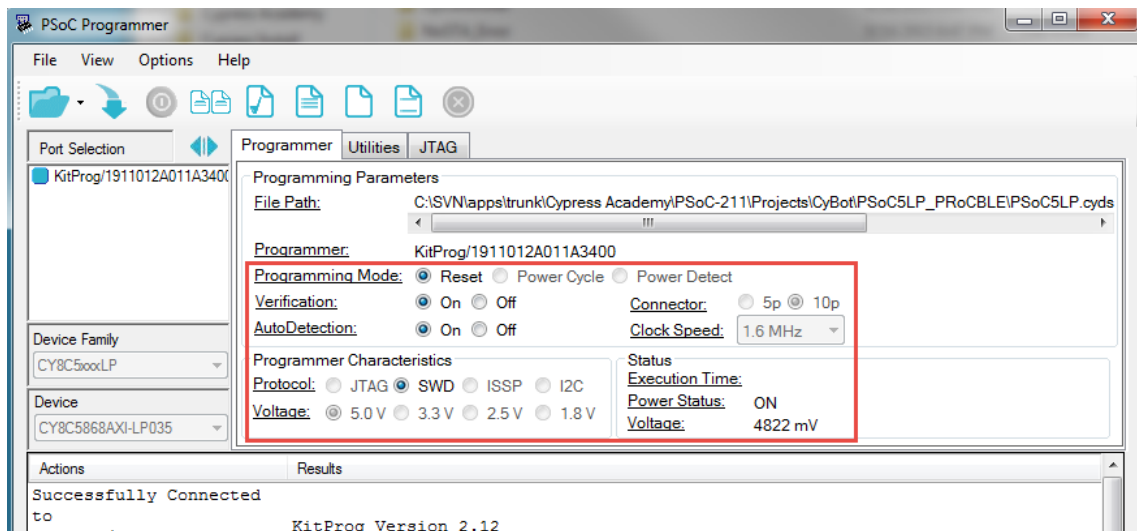 PSoC Programmer
File View Options Help
Port Selection
Programmer Utilities JTAG
KitProg/1911012A011A340(
Programming Parameters
File Path: C:\SVN\apps\trunk\Cypress Academy\PSoC-211\Projects\CyBot\PSoC5LP_PRoCBLE\PSoC5LP.cyds
Programmer: KitProg/1911012A011A3400
Programming Mode: Reset Power Cycle Power Detect
Verification: On Off Connector: 5p 10p
AutoDetection: On Off Clock Speed: 1.6 MHz
Device Family
CY8C5xxxLP
Programmer Characteristics
Protocol: JTAG SWD ISSP I2C
Voltage: 5.0 V 3.3 V 2.5 V 1.8 V
Status
Execution Time:
Power Status: ON
Voltage: 4822 mV
Device
CY8C5868AXI-LP035
Actions Results
Successfully Connected
to
KitProg Version 2.12